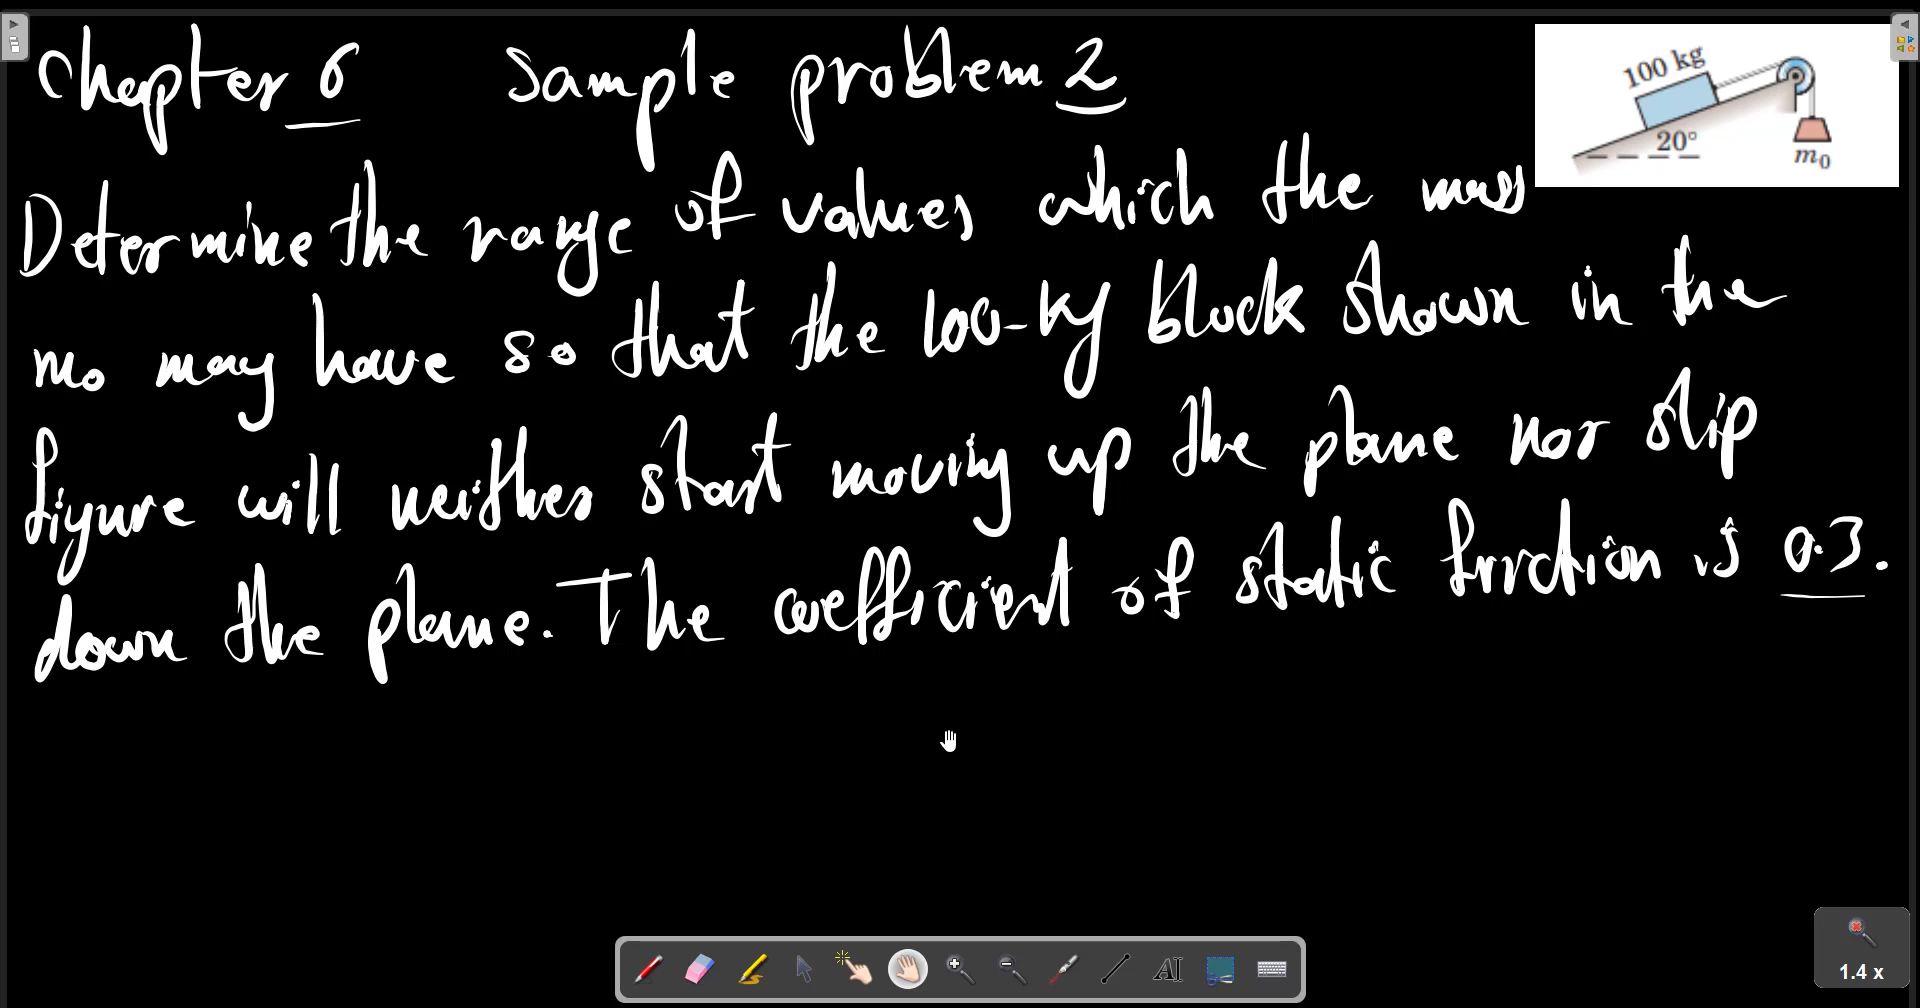 Chapter 6 Sample problem 2
100 kg
20°
m0
Determine the range of values which the mass
mo may have so that the 100-kg block shown in the
figure will neither start moving up the plane nor slip
down the plane. The coefficient of static friction is 0.3.
AI
1.4 x